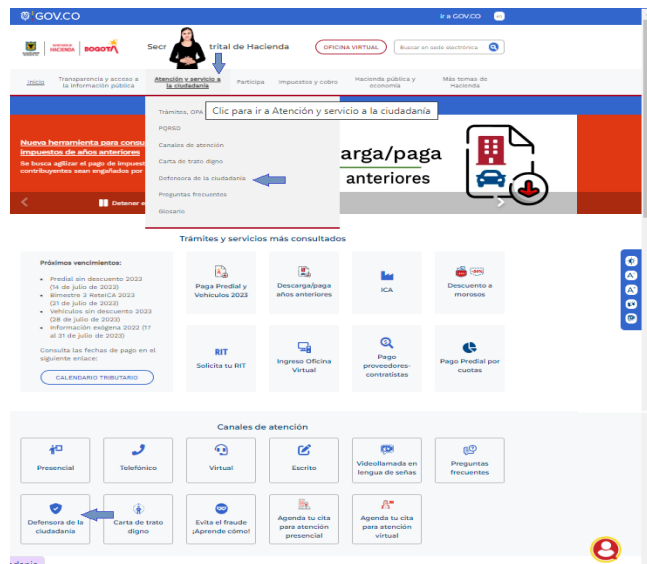 GOV.CO
Ir a GOV.CO
HACIENDA
BOGOTÁ
Secr
trital de Hacienda
OFICINA VIRTUAL
Buscar en sede electrónica
Inicio
Transparencia y acceso a
la información pública
Atención y servicio a
la ciudadanía
Participa
Impuestos y cobro
Hacienda pública y
economía
Más temas de
Hacienda
Trámites, OPA
Clic para ir a Atención y servicio a la ciudadanía
PQRSD
Canales de atención
Carta de trato digno
Defensora de la ciudadanía
Preguntas frecuentes
Glosario
Nueva herramienta para consu
impuestos de años anteriores
Se busca agilizar el pago de impuest
contribuyentes sean engañados por
arga/paga
anteriores
Detener e
Trámites y servicios más consultados
Próximos vencimientos:
• Predial sin descuento 2023
(14 de julio de 2023)
• Bimestre 3 ReteICA 2023
(21 de julio de 2023)
• Vehículos sin descuento 2023
(28 de julio de 2023)
• Información exógena 2022 (17
al 31 de julio de 2023)
Consulta las fechas de pago en el
siguiente enlace:
CALENDARIO TRIBUTARIO
Paga Predial y
Vehículos 2023
Descarga/paga
años anteriores
ICA
Descuento a
morosos
RIT
Solicita tu RIT
Ingreso Oficina
Virtual
Pago
proveedores-
contratistas
Pago Predial por
cuotas
Canales de atención
Presencial
Telefónico
Virtual
Escrito
Videollamada en
lengua de señas
Preguntas
frecuentes
Defensora de la
ciudadanía
Carta de trato
digno
Evita el fraude
¡Aprende cómo!
Agenda tu cita
para atención
presencial
Agenda tu cita
para atención
virtual